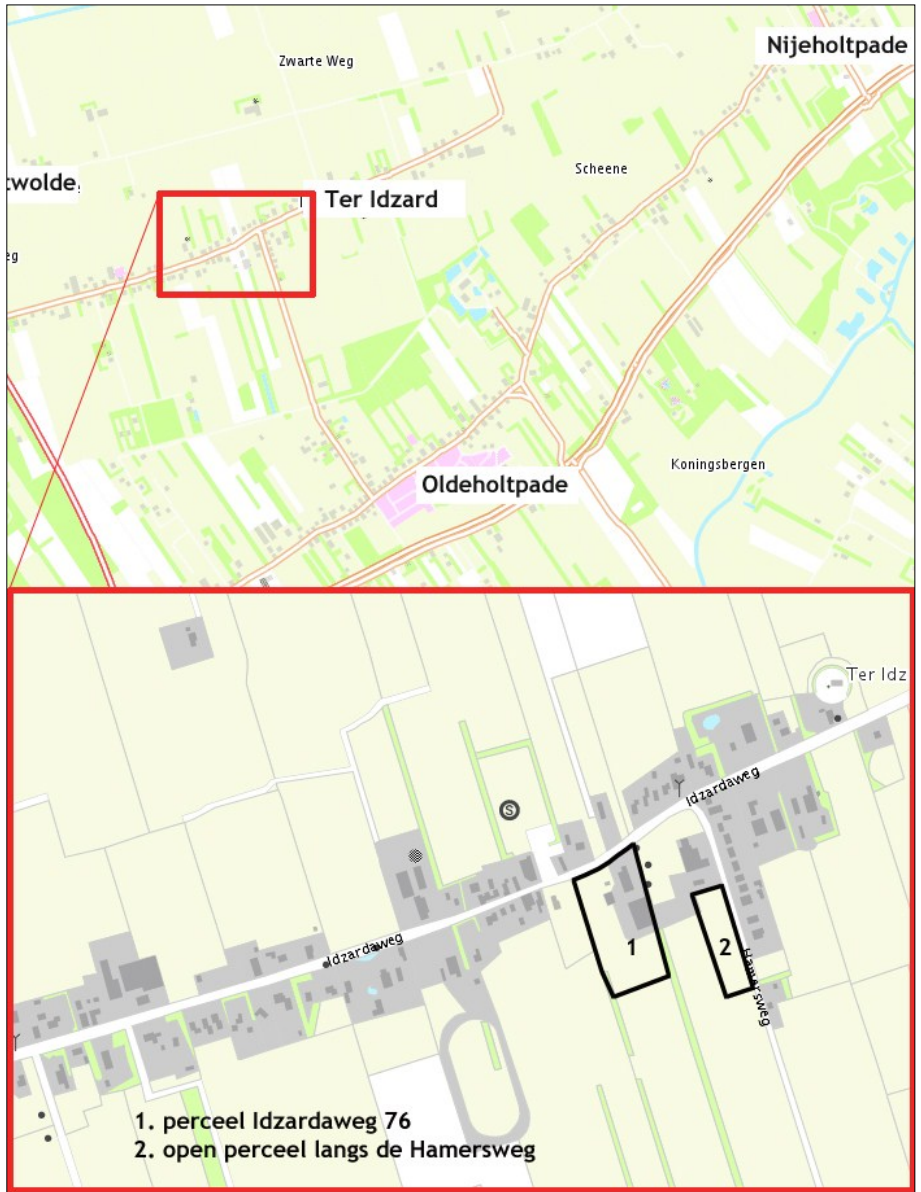 Nijeholtpade
Zwarte Weg
Scheene
twolde
Ter Idzard
eg
Koningsbergen
Oldeholtpade
Ter Idz
Idzardaweg
S
Idzardaweg
1
2
Hamersweg
1. perceel Idzardaweg 76
2. open perceel langs de Hamersweg